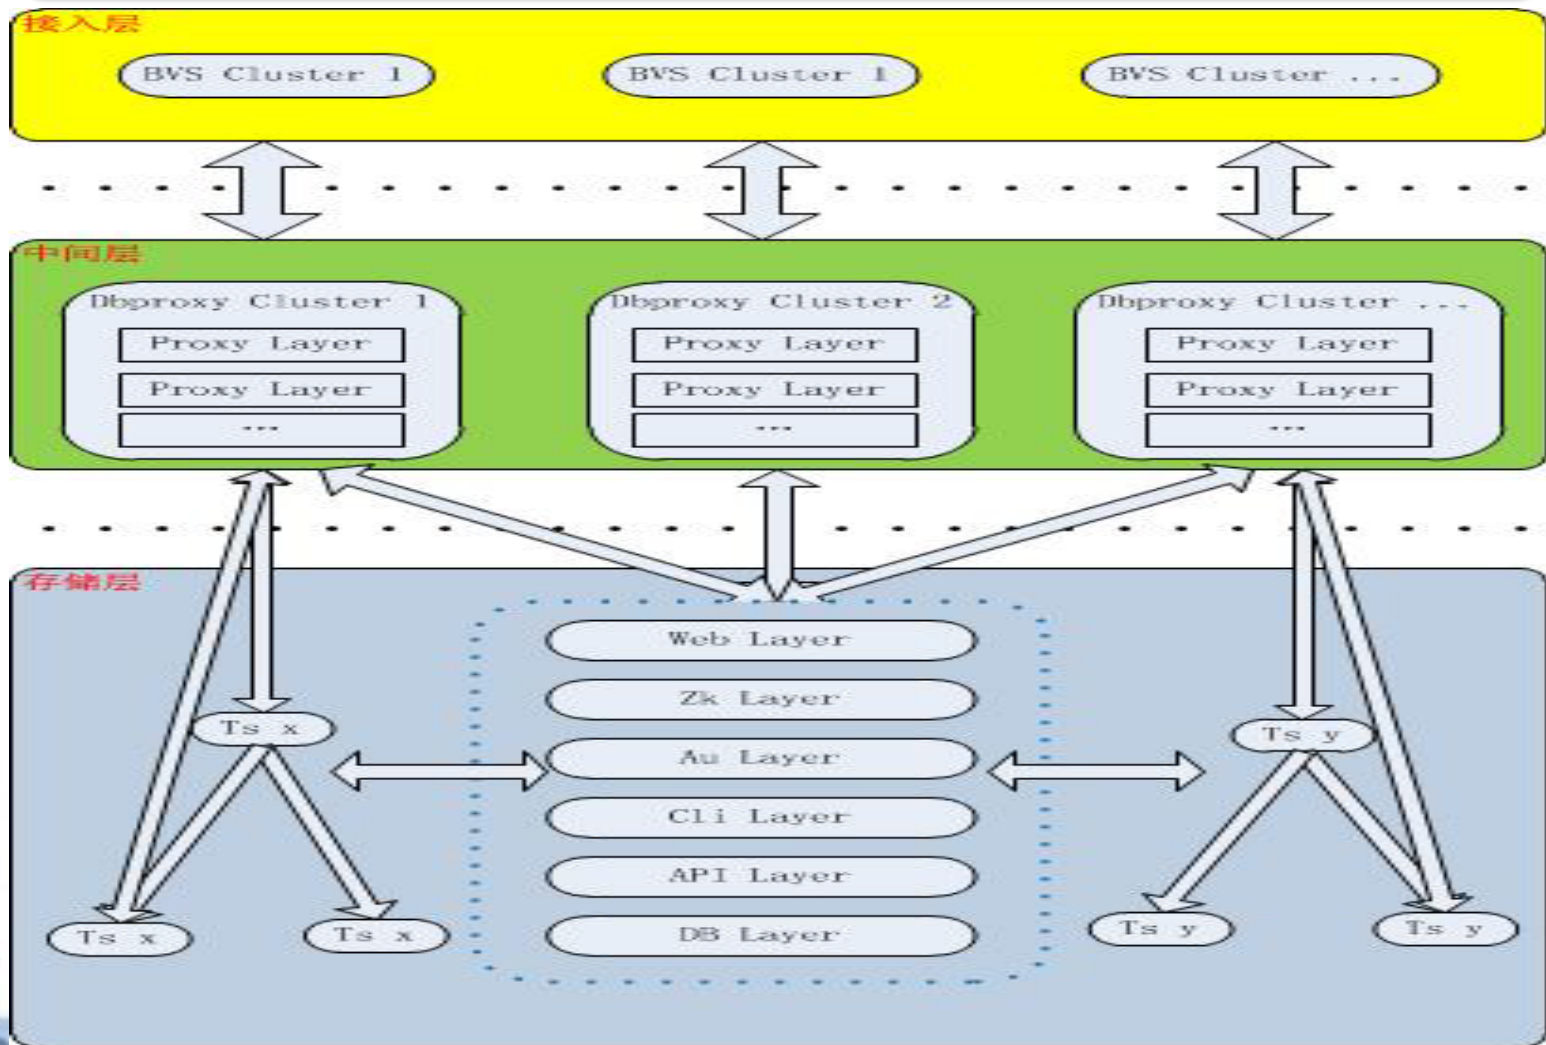 接入层
BVS Cluster 1
BVS Cluster 1
BVS Cluster ...
中间层
Dbproxy Cluster 1
Proxy Layer
Proxy Layer
...
Dbproxy Cluster 2
Proxy Layer
Proxy Layer
...
Dbproxy Cluster ...
Proxy Layer
Proxy Layer
...
存储层
Ts x
Ts x
Ts x
Web Layer
Zk Layer
Au Layer
Cli Layer
API Layer
DB Layer
Ts y
Ts y
Ts y